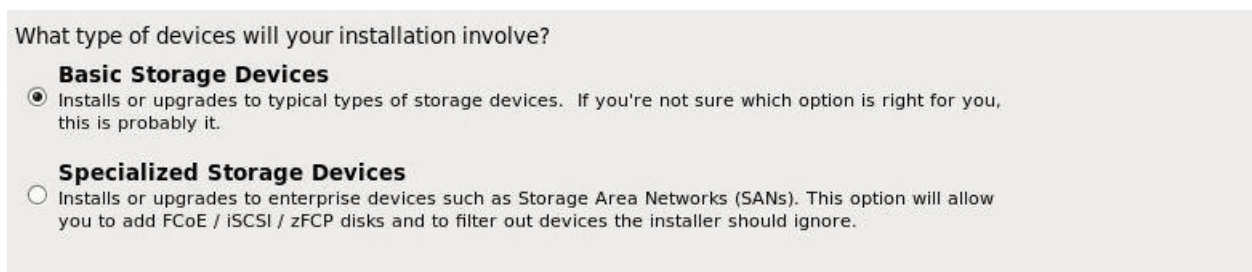 What type of devices will your installation involve?
Basic Storage Devices
Installs or upgrades to typical types of storage devices.  If you're not sure which option is right for you,
this is probably it.
Specialized Storage Devices
Installs or upgrades to enterprise devices such as Storage Area Networks (SANs). This option will allow
you to add FCoE / iSCSI / zFCP disks and to filter out devices the installer should ignore.